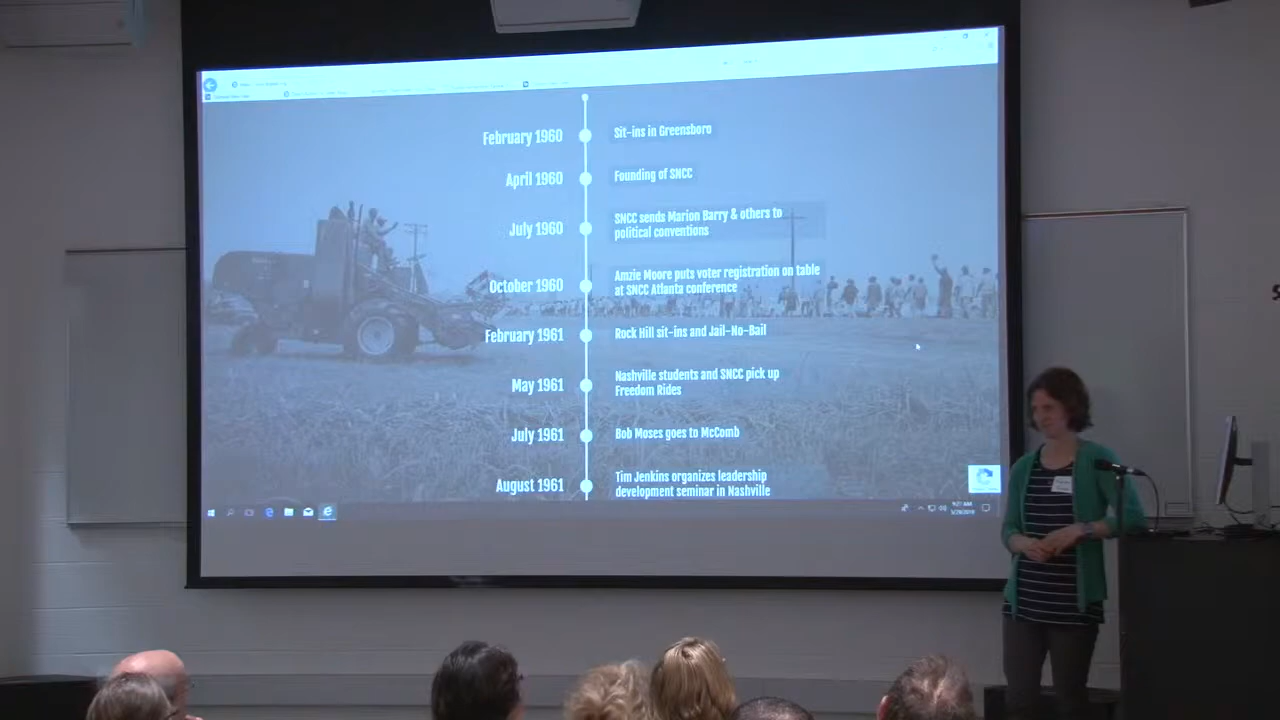 February 1960
Sit-ins in Greensboro
April 1960
Founding of SNCC
July 1960
SNCC sends Marion Barry & others to
political conventions
October 1960
Amzie Moore puts voter registration on table
at SNCC Atlanta conference
February 1961
Rock Hill sit-ins and Jail-No-Bail
May 1961
Nashville students and SNCC pick up
Freedom Rides
July 1961
Bob Moses goes to McComb
August 1961
Tim Jenkins organizes leadership
development seminar in Nashville